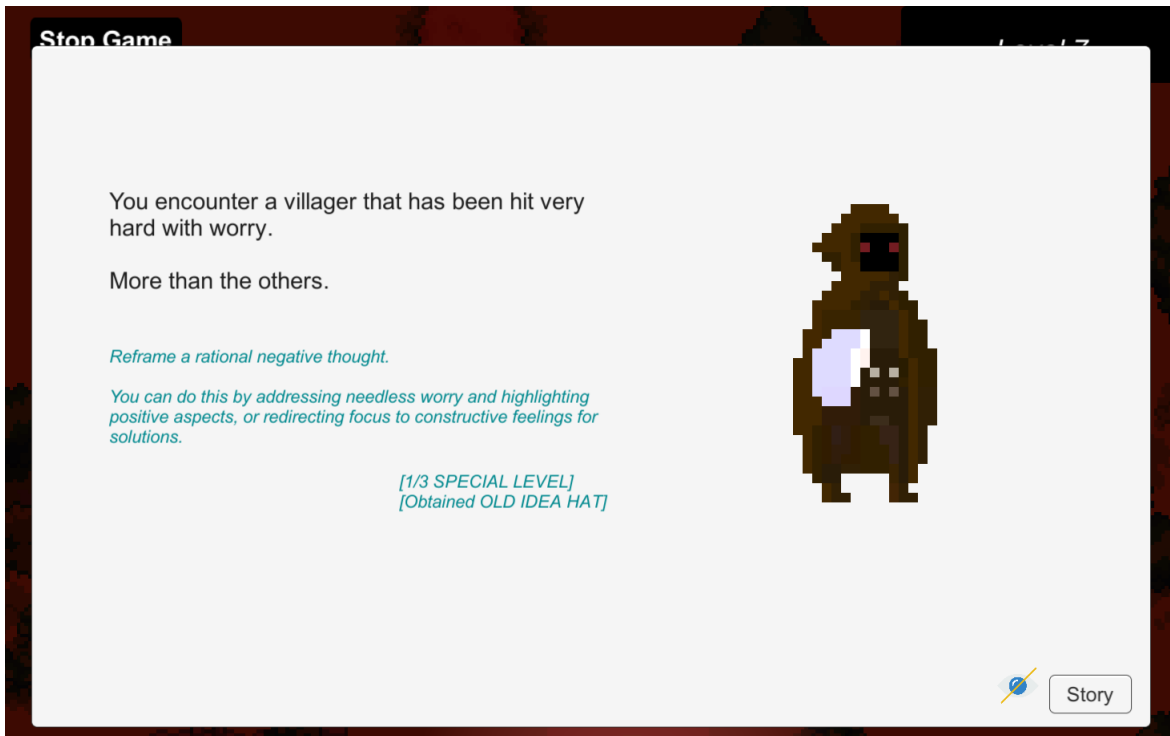 Stop Game
Level 7
You encounter a villager that has been hit very
hard with worry.
More than the others.
Reframe a rational negative thought.
You can do this by addressing needless worry and highlighting
positive aspects, or redirecting focus to constructive feelings for
solutions.
[1/3 SPECIAL LEVEL]
[Obtained OLD IDEA HAT]
Story